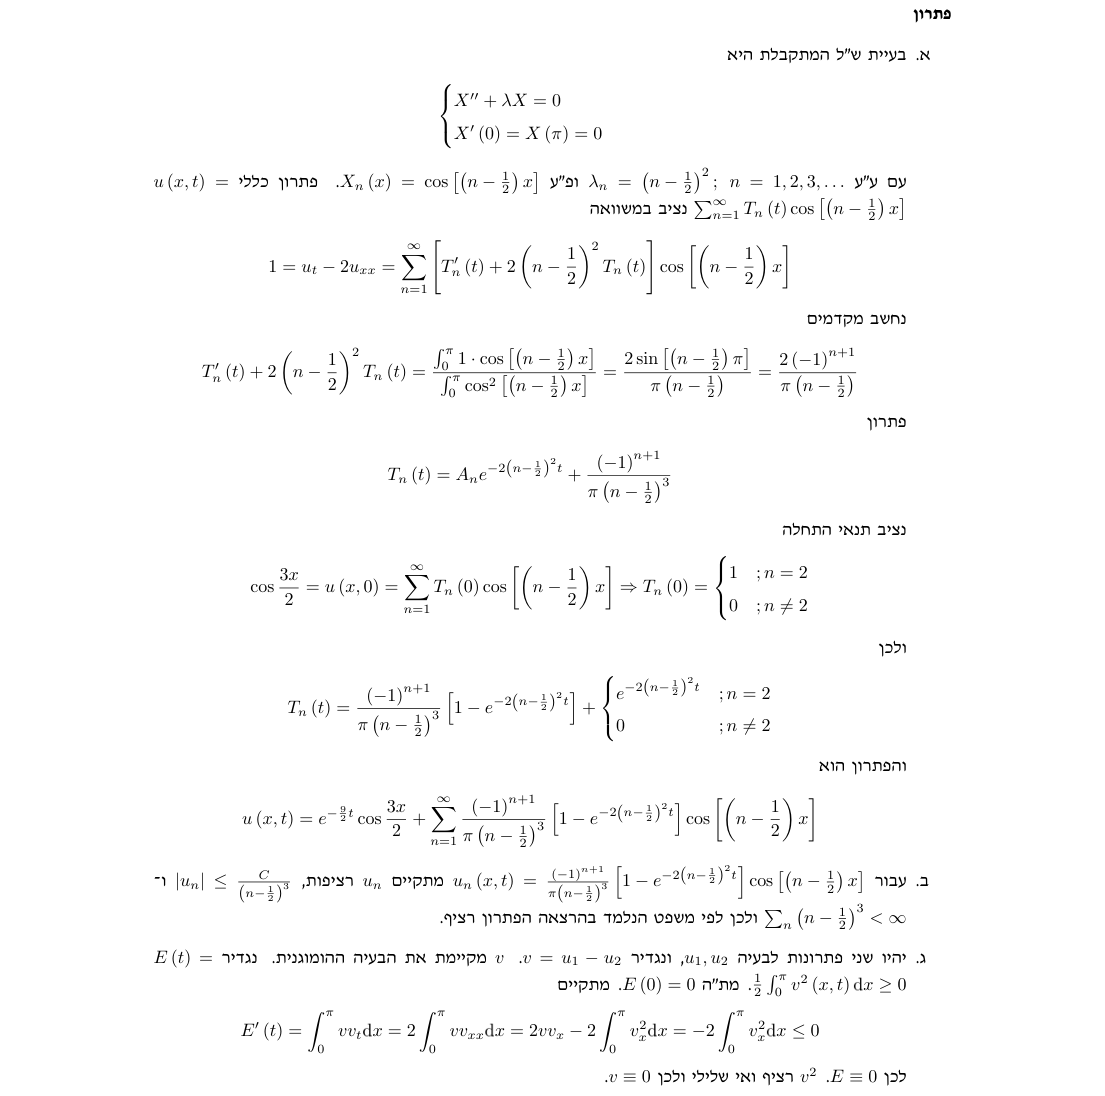 פתרון
א. בעיית ש"ל המתקבלת היא
{ X′′ + λX = 0
X′ (0) = X (π) = 0
עם ע"ע λ_n = (n − 1/2)^2 ; n = 1, 2, 3, … ופ"ע X_n (x) = cos [(n − 1/2) x]. פתרון כללי u (x, t) =
∑_{n=1}^{∞} T_n (t) cos [(n − 1/2) x] נציב במשוואה
1 = u_t − 2u_{xx} = ∑_{n=1}^{∞} [T′_n (t) + 2 (n − 1/2)^2 T_n (t)] cos [(n − 1/2) x]
נחשב מקדמים
T′_n (t) + 2 (n − 1/2)^2 T_n (t) = ∫_0^π 1 · cos [(n − 1/2) x] / ∫_0^π cos^2 [(n − 1/2) x] = 2 sin [(n − 1/2) π] / π (n − 1/2) = 2 (−1)^{n+1} / π (n − 1/2)
פתרון
T_n (t) = A_n e^{−2(n−1/2)^2 t} + (−1)^{n+1} / π (n − 1/2)^3
נציב תנאי התחלה
cos 3x/2 = u (x, 0) = ∑_{n=1}^{∞} T_n (0) cos [(n − 1/2) x] ⇒ T_n (0) = { 1 ; n = 2
0 ; n ≠ 2
ולכן
T_n (t) = (−1)^{n+1} / π (n − 1/2)^3 [1 − e^{−2(n−1/2)^2 t}] + { e^{−2(n−1/2)^2 t} ; n = 2
0 ; n ≠ 2
והפתרון הוא
u (x, t) = e^{−9/2 t} cos 3x/2 + ∑_{n=1}^{∞} (−1)^{n+1} / π (n − 1/2)^3 [1 − e^{−2(n−1/2)^2 t}] cos [(n − 1/2) x]
ב. עבור u_n (x, t) = (−1)^{n+1} / π(n−1/2)^3 [1 − e^{−2(n−1/2)^2 t}] cos [(n − 1/2) x] מתקיים u_n רציפות, |u_n| ≤ C / (n−1/2)^3 ו־
∑_n (n − 1/2)^3 < ∞ ולכן לפי משפט הנלמד בהרצאה הפתרון רציף.
ג. יהיו שני פתרונות לבעיה u_1, u_2, ונגדיר v = u_1 − u_2. v מקיימת את הבעיה ההומוגנית. נגדיר E (t) =
1/2 ∫_0^π v^2 (x, t) dx ≥ 0. מת"ה E (0) = 0. מתקיים
E′ (t) = ∫_0^π vv_t dx = 2 ∫_0^π vv_{xx} dx = 2vv_x − 2 ∫_0^π v_x^2 dx = −2 ∫_0^π v_x^2 dx ≤ 0
לכן E ≡ 0. v^2 רציף ואי שלילי ולכן v ≡ 0.